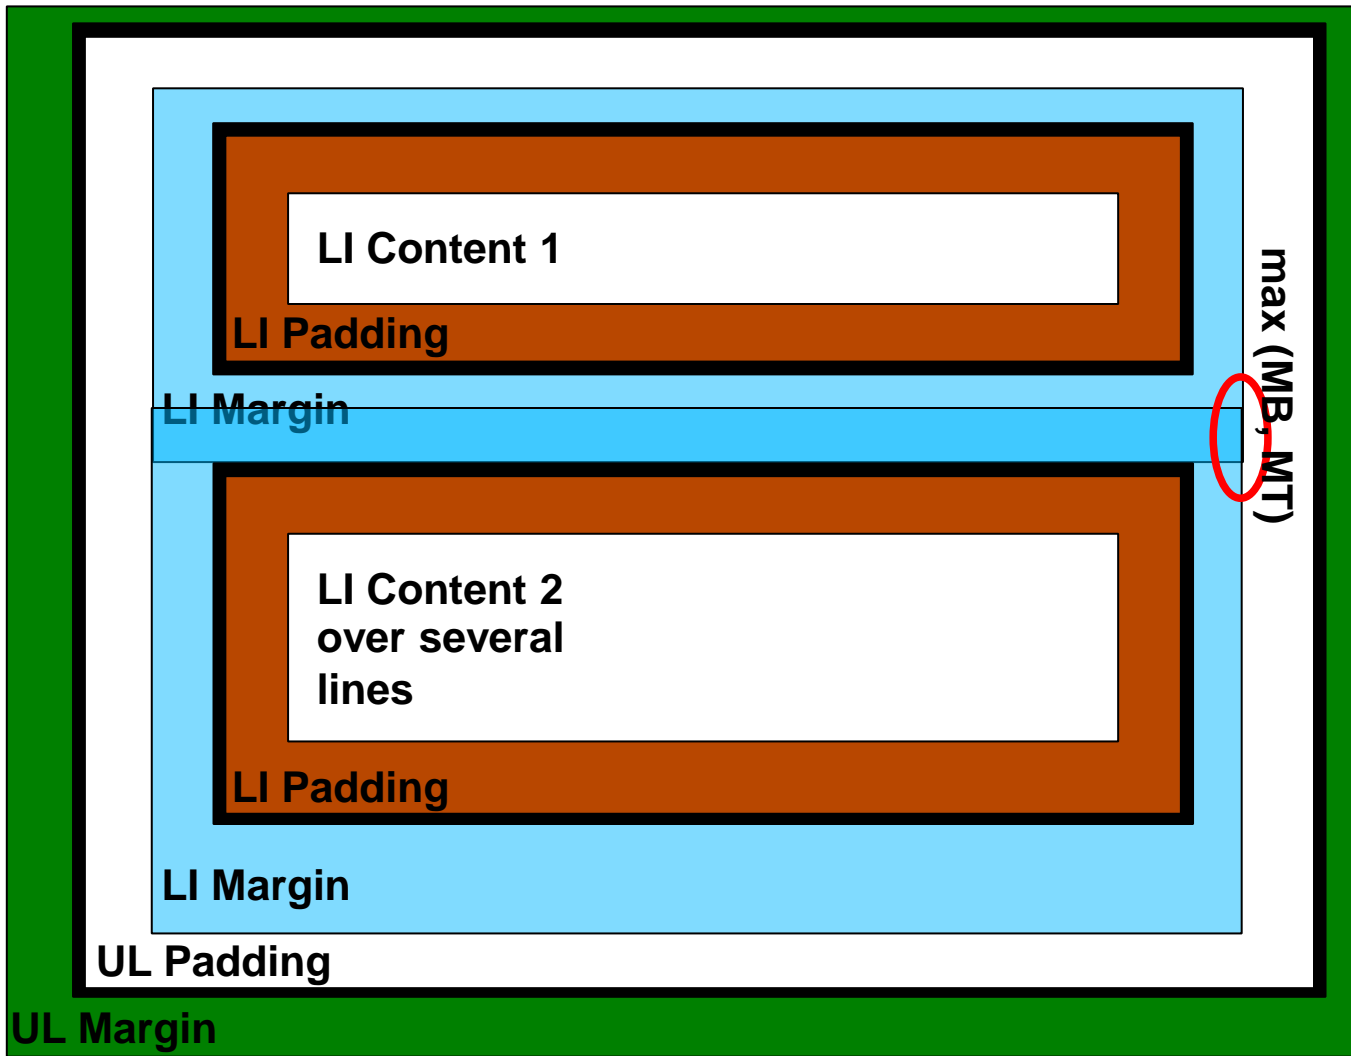 LI Content 1
LI Padding
LI Margin
max (MB, MT)
LI Content 2
over several
lines
LI Padding
LI Margin
UL Padding
UL Margin